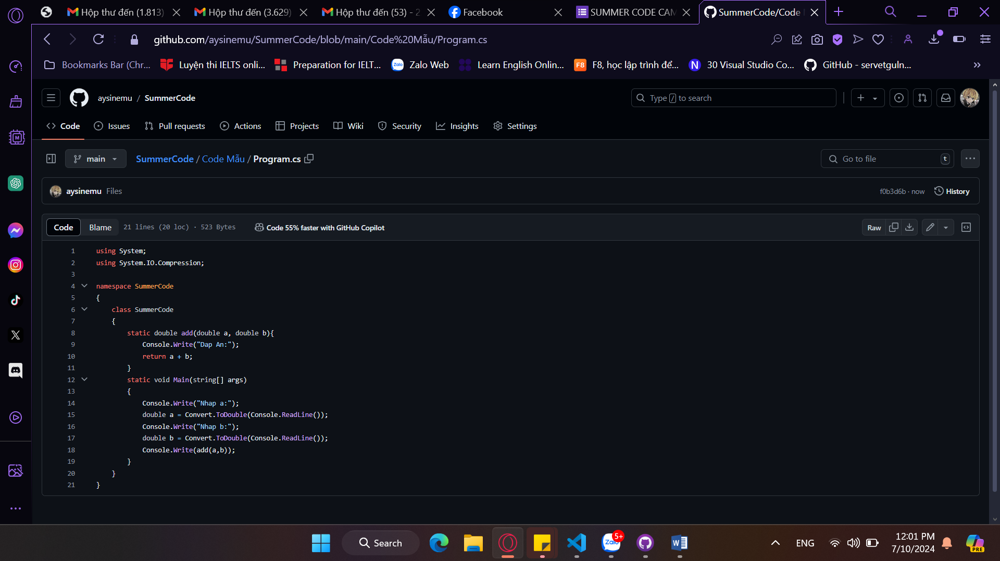 Hộp thư đến (1.813)
Hộp thư đến (3.629)
Hộp thư đến (53) - 2
Facebook
SUMMER CODE CAM
SummerCode/Code
github.com/aysinemu/SummerCode/blob/main/Code%20Mẫu/Program.cs
Bookmarks Bar (Chr...
Luyện thi IELTS onli...
Preparation for IELT...
Zalo Web
Learn English Onlin...
F8, học lập trình để...
30 Visual Studio Co...
GitHub - servetguln...
aysinemu / SummerCode
Type / to search
Code
Issues
Pull requests
Actions
Projects
Wiki
Security
Insights
Settings
main
SummerCode / Code Mẫu / Program.cs
Go to file
t
aysinemu Files
f0b3d6b · now
History
Code
Blame
21 lines (20 loc) · 523 Bytes
Code 55% faster with GitHub Copilot
Raw
1 using System;
2 using System.IO.Compression;
3
4 namespace SummerCode
5 {
6 class SummerCode
7 {
8 static double add(double a, double b){
9 Console.Write("Dap An:");
10 return a + b;
11 }
12 static void Main(string[] args)
13 {
14 Console.Write("Nhap a:");
15 double a = Convert.ToDouble(Console.ReadLine());
16 Console.Write("Nhap b:");
17 double b = Convert.ToDouble(Console.ReadLine());
18 Console.Write(add(a,b));
19 }
20 }
21 }
Search
Zalo
5+
ENG
12:01 PM
7/10/2024
PRE